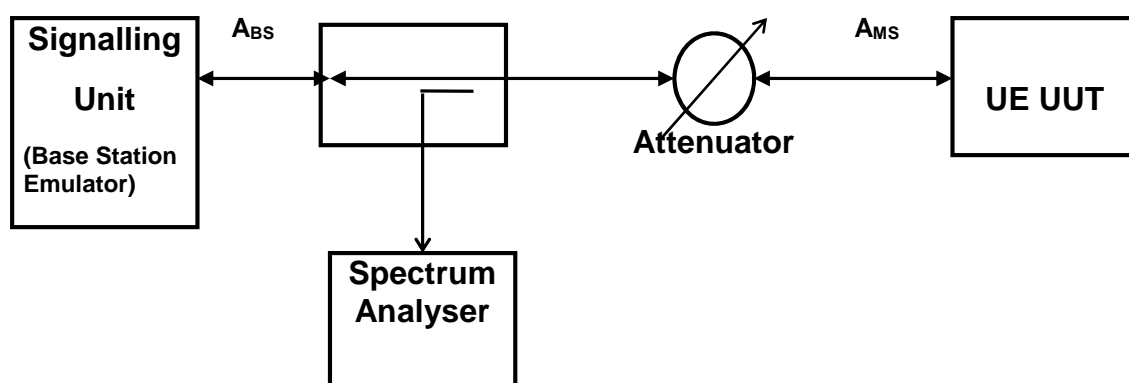 Signalling
Unit
(Base Station
Emulator)
ABS
Attenuator
AMS
UE UUT
Spectrum
Analyser